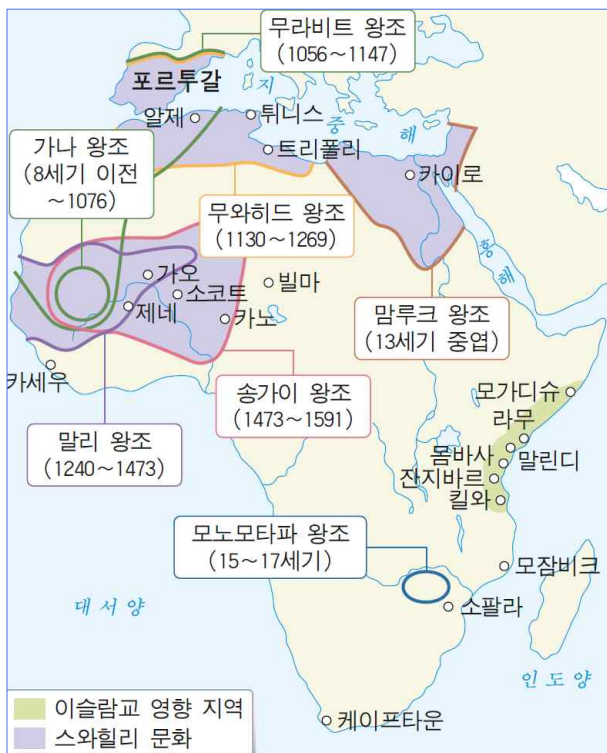 무라비트 왕조
(1056~1147)
포르투갈
지
중
해
알제
튀니스
트리폴리
가나 왕조
(8세기 이전
~1076)
카이로
무와히드 왕조
(1130~1269)
홍
해
가오
소코트
빌마
제네
카노
맘루크 왕조
(13세기 중엽)
카세우
송가이 왕조
(1473~1591)
말리 왕조
(1240~1473)
모가디슈
라무
몸바사
말린디
잔지바르
킬와
모노모타파 왕조
(15~17세기)
모잠비크
대서양
소팔라
인도양
케이프타운
이슬람교 영향 지역
스와힐리 문화